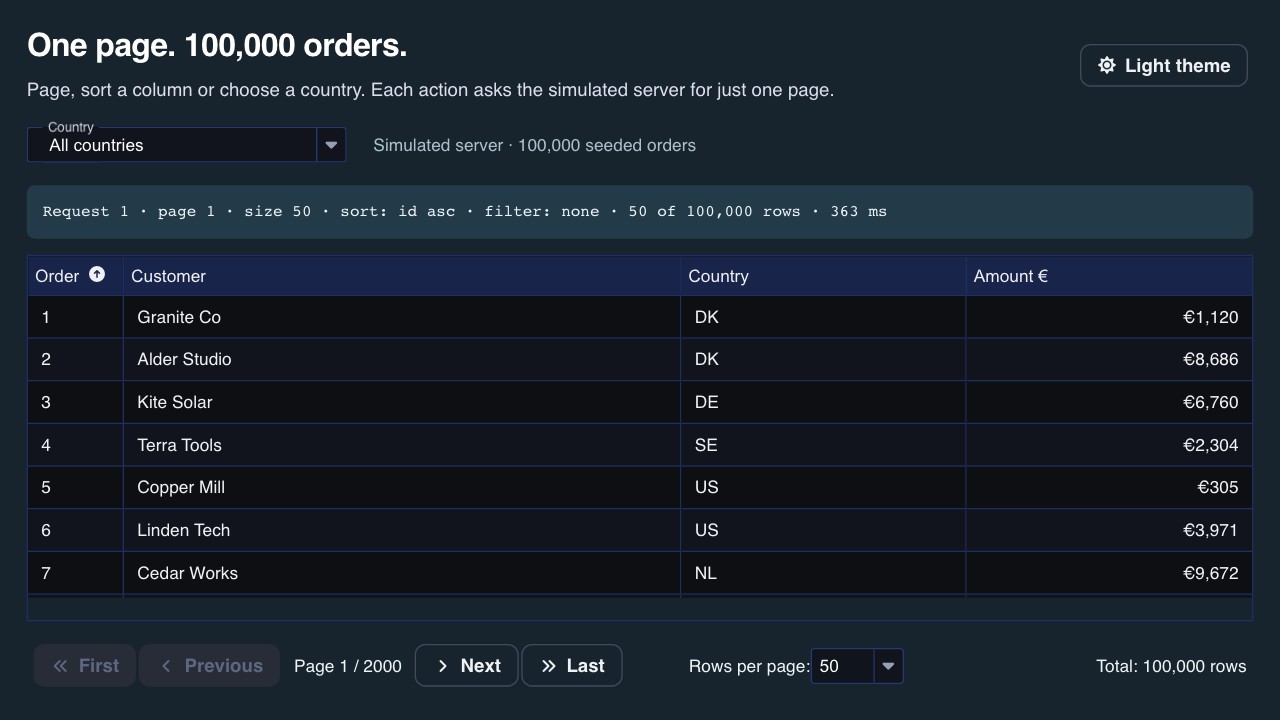 One page. 100,000 orders.
Light theme
Page, sort a column or choose a country. Each action asks the simulated server for just one page.
Country
All countries
Simulated server · 100,000 seeded orders
Request 1 · page 1 · size 50 · sort: id asc · filter: none · 50 of 100,000 rows · 363 ms
Order Customer Country Amount €
1 Granite Co DK €1,120
2 Alder Studio DK €8,686
3 Kite Solar DE €6,760
4 Terra Tools SE €2,304
5 Copper Mill US €305
6 Linden Tech US €3,971
7 Cedar Works NL €9,672
First Previous Page 1 / 2000 Next Last Rows per page: 50 Total: 100,000 rows